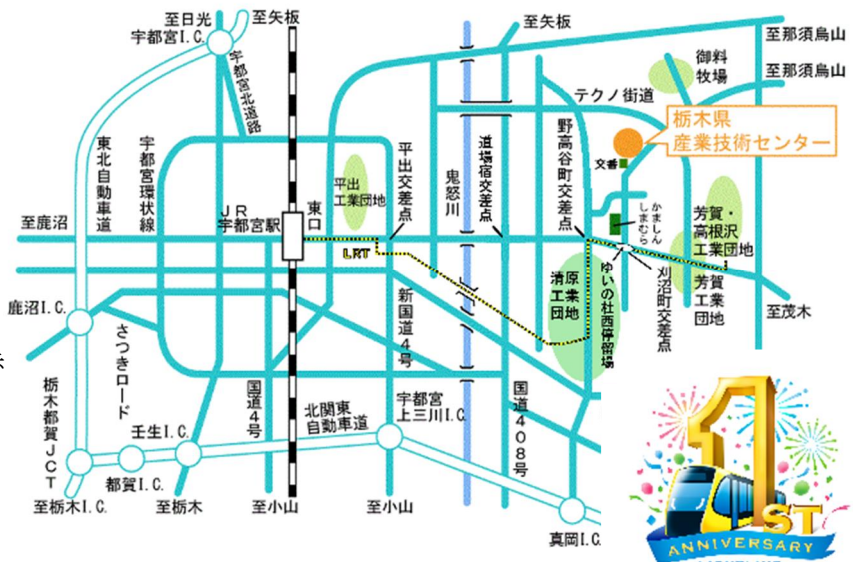 至日光
宇都宮I.C.
至矢板
至矢板
至那須烏山
御料
牧場
至那須烏山
宇都宮北道路
テクノ街道
栃木県
産業技術センター
東北自動車道
宇都宮環状線
平出
工業団地
平出交差点
鬼怒川
道場宿交差点
野高谷町交差点
交番
至鹿沼
JR
宇都宮駅
東口
かましん
しまむら
芳賀・
高根沢
工業団地
LRT
清原
工業
団地
ゆいの杜西停留場
刈沼町交差点
芳賀
工業
団地
至茂木
鹿沼I.C.
さつきロード
新国道4号
栃木都賀JCT
国道4号
北関東
自動車道
宇都宮
上三川I.C.
国道408号
壬生I.C.
都賀I.C.
至栃木I.C.
至栃木
至小山
至小山
真岡I.C.
1ST
ANNIVERSARY